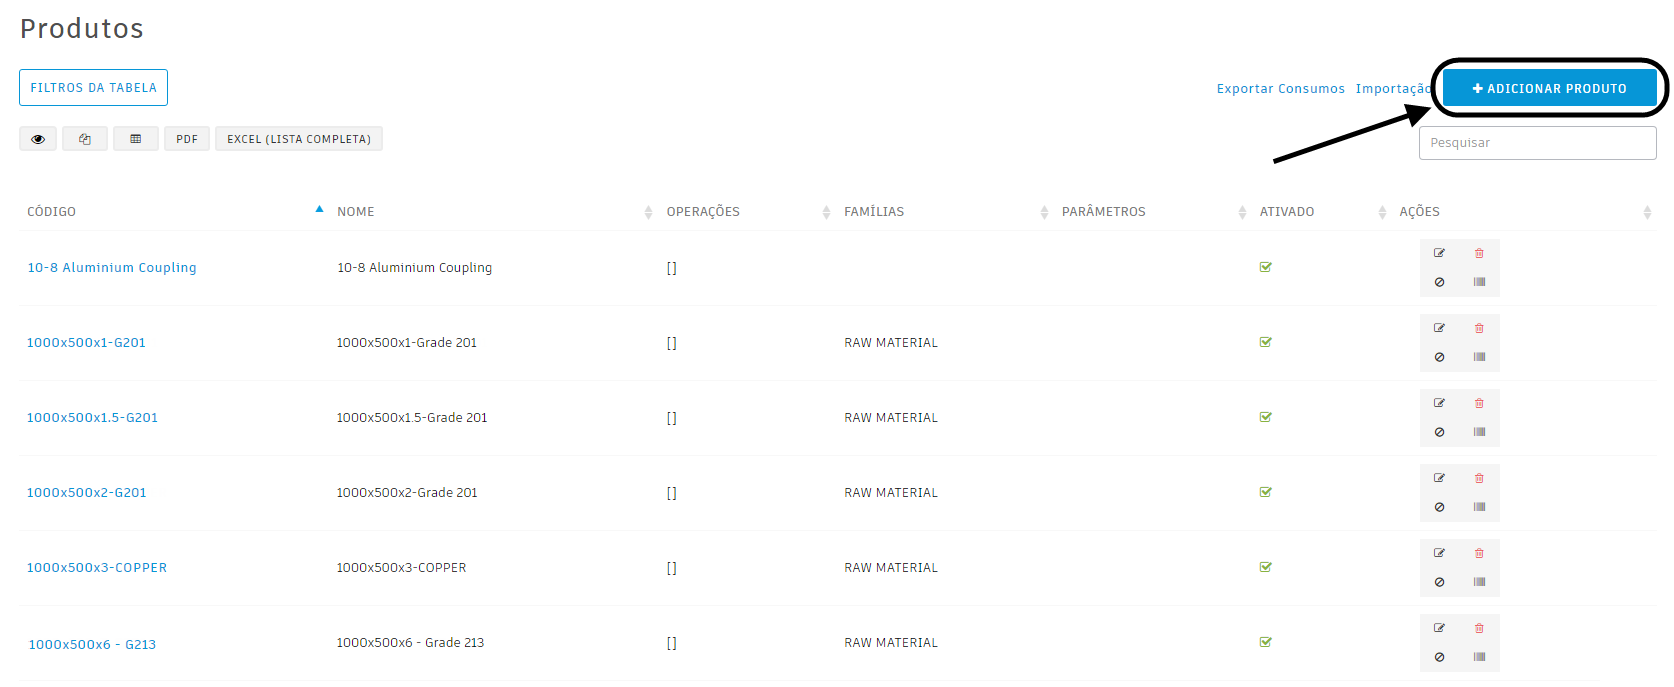 Produtos
FILTROS DA TABELA
Exportar Consumos Importação ADICIONAR PRODUTO
PDF EXCEL (LISTA COMPLETA)
Pesquisar
CÓDIGO NOME OPERAÇÕES FAMÍLIAS PARÂMETROS ATIVADO AÇÕES
10-8 Aluminium Coupling 10-8 Aluminium Coupling []
1000x500x1-G201 1000x500x1-Grade 201 [] RAW MATERIAL
1000x500x1.5-G201 1000x500x1.5-Grade 201 [] RAW MATERIAL
1000x500x2-G201 1000x500x2-Grade 201 [] RAW MATERIAL
1000x500x3-COPPER 1000x500x3-COPPER [] RAW MATERIAL
1000x500x6 - G213 1000x500x6 - Grade 213 [] RAW MATERIAL